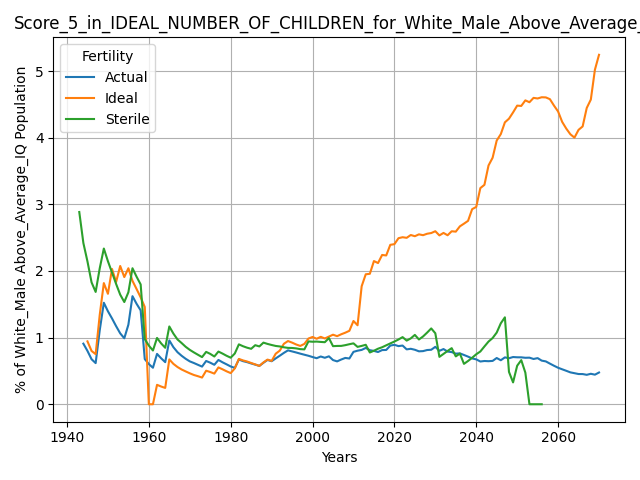 Score_5_in_IDEAL_NUMBER_OF_CHILDREN_for_White_Male_Above_Average_
Fertility
Actual
Ideal
Sterile
% of White_Male Above_Average_IQ Population
5
4
3
2
1
0
1940 1960 1980 2000 2020 2040 2060
Years